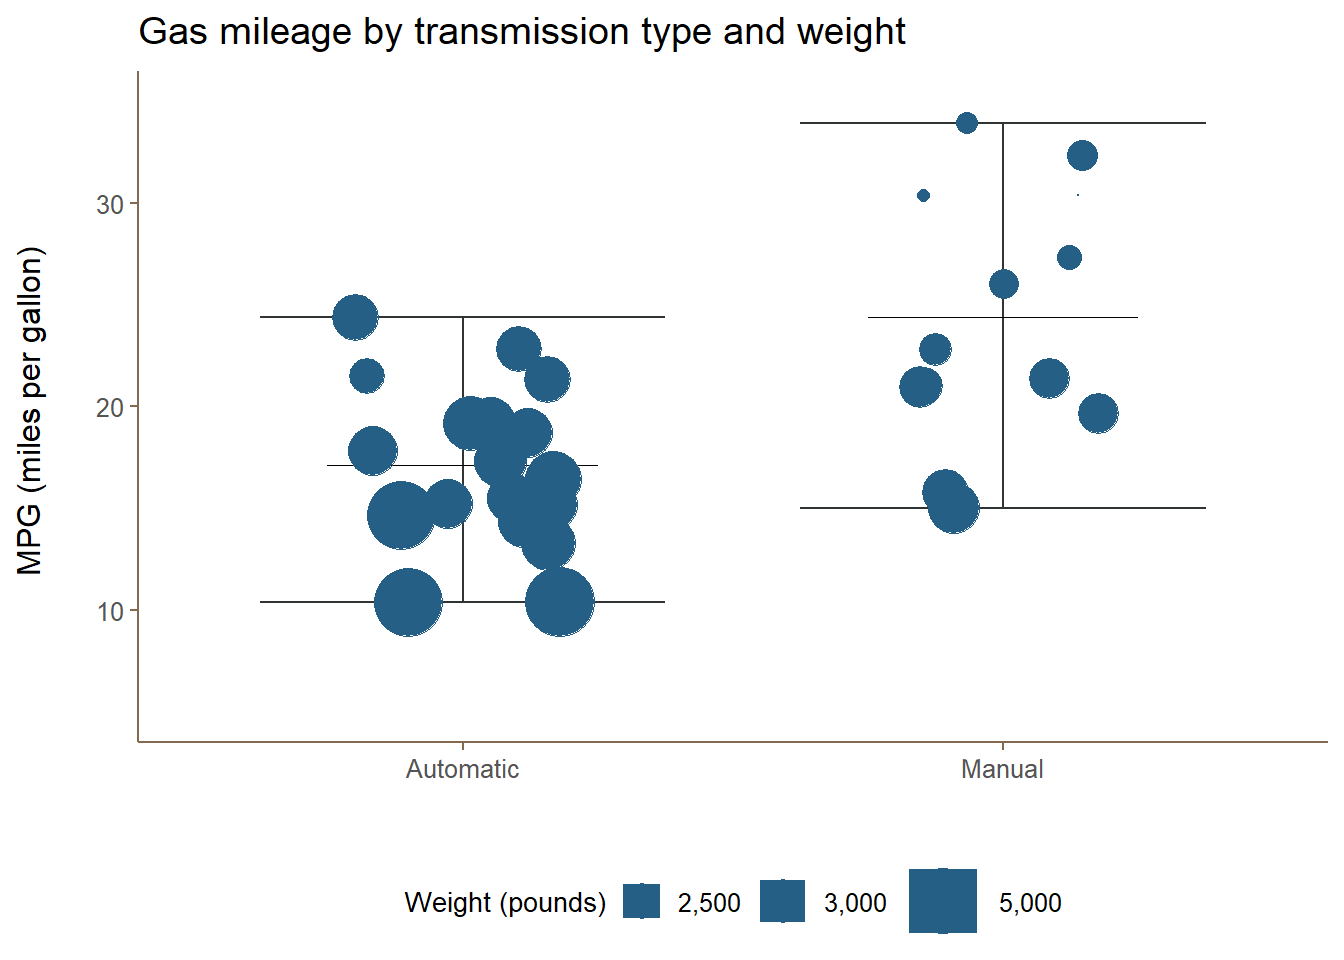 Gas mileage by transmission type and weight
MPG (miles per gallon)
30
20
10
Automatic
Manual
Weight (pounds)
2,500
3,000
5,000